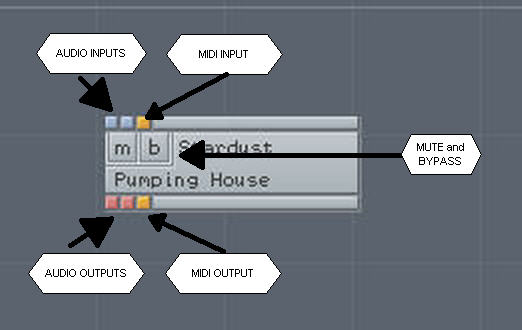 AUDIO INPUTS
MIDI INPUT
m b Stardust
MUTE and
BYPASS
Pumping House
AUDIO OUTPUTS
MIDI OUTPUT